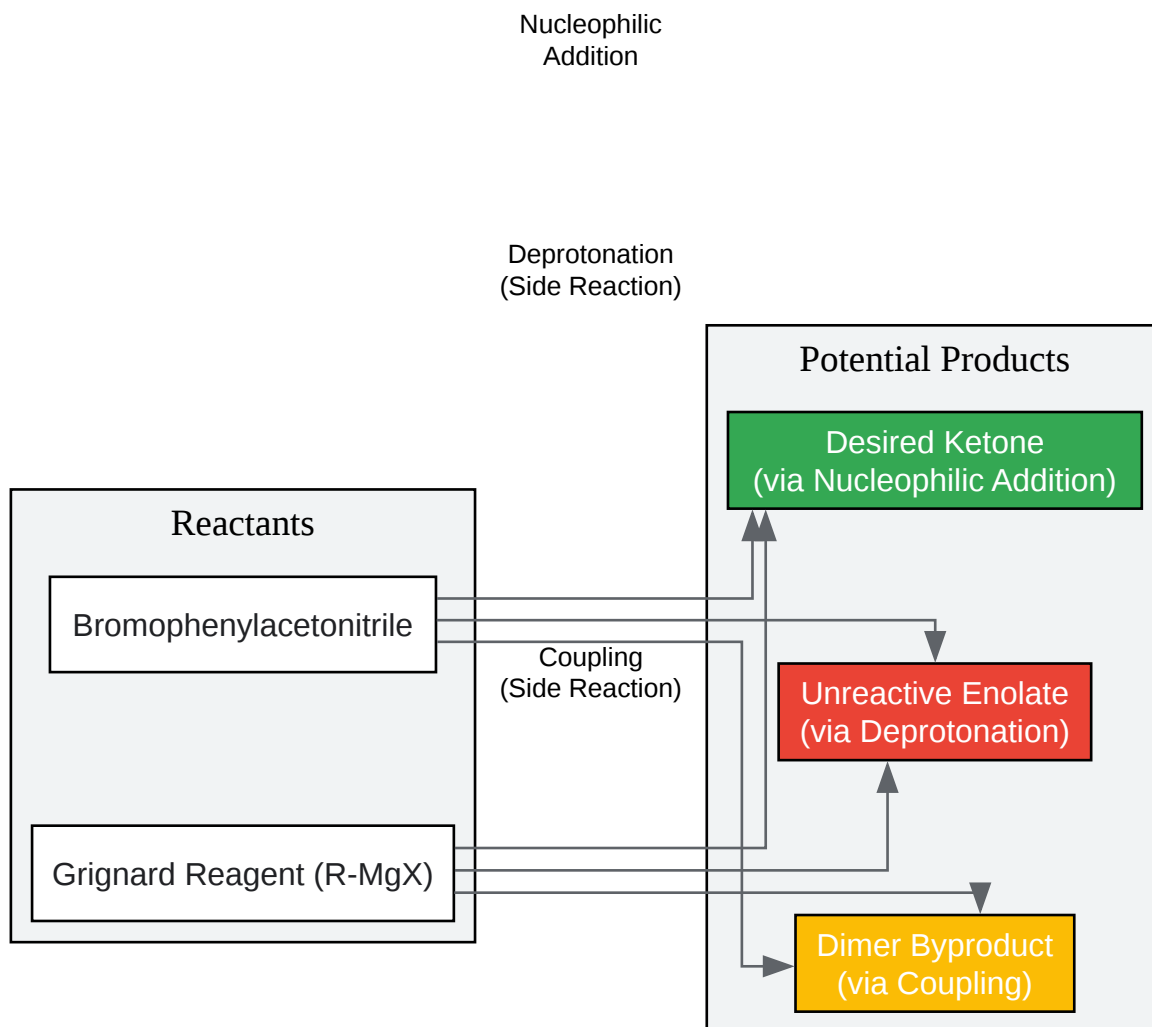 Nucleophilic
Addition
Deprotonation
(Side Reaction)
Potential Products
Desired Ketone
(via Nucleophilic Addition)
Reactants
Bromophenylacetonitrile
Coupling
(Side Reaction)
Unreactive Enolate
(via Deprotonation)
Grignard Reagent (R-MgX)
Dimer Byproduct
(via Coupling)